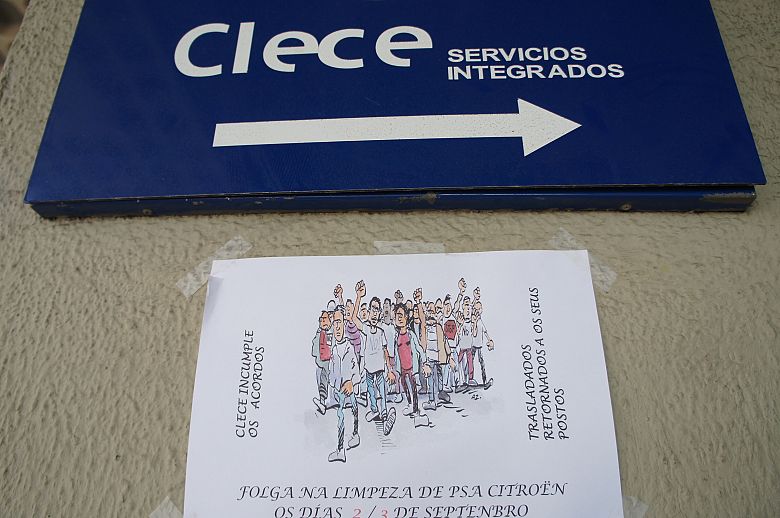 Clece SERVICIOS
INTEGRADOS
CLECE INCUMPLE
OS ACORDOS
TRASLADADOS
RETORNADOS A OS SEUS
POSTOS
FOLGA NA LIMPEZA DE PSA CITROËN
OS DÍAS 2 / 3 DE SEPTENBRO